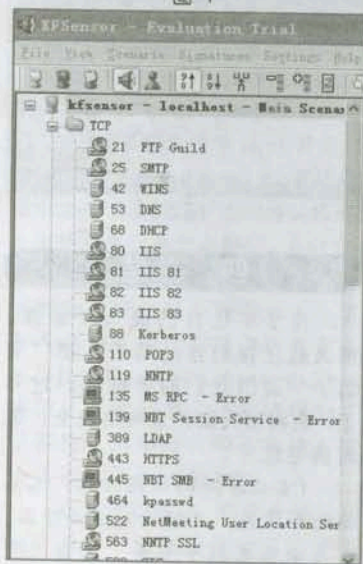 KFSensor - Evaluation Trial
File View Scenario Signatures Settings Help
kfsensor - localhost - Main Scenar
TCP
21 FTP Guild
25 SMTP
42 WINS
53 DNS
68 DHCP
80 IIS
81 IIS 81
82 IIS 82
83 IIS 83
88 Kerberos
110 POP3
119 NNTP
135 MS RPC - Error
139 NBT Session Service - Error
389 LDAP
443 HTTPS
445 NBT SMB - Error
464 kpasswd
522 NetMeeting User Location Ser
563 NNTP SSL